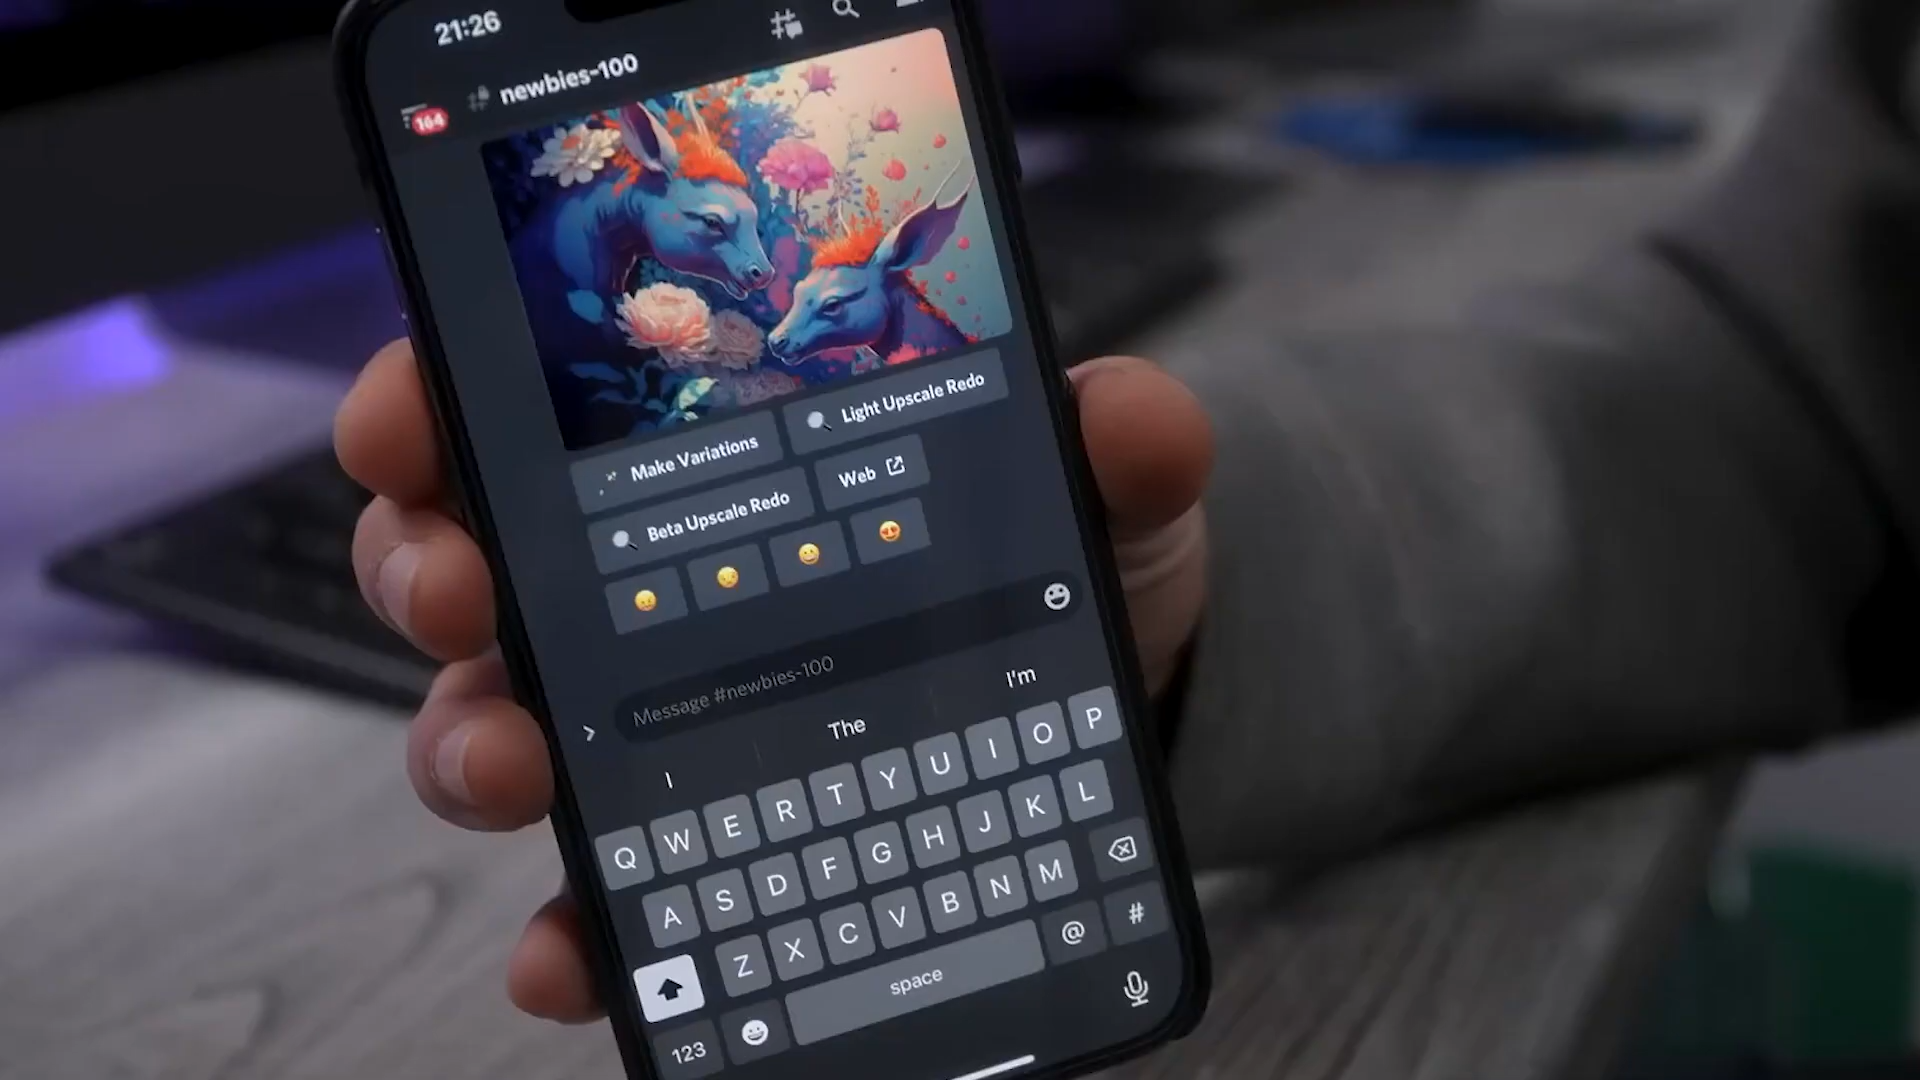 21:26
164
newbies-100
Make Variations
Light Upscale Redo
Beta Upscale Redo
Web
Message #newbies-100
I
The
I'm
Q W E R T Y U I O P
A S D F G H J K L
Z X C V B N M
123
space
@
#